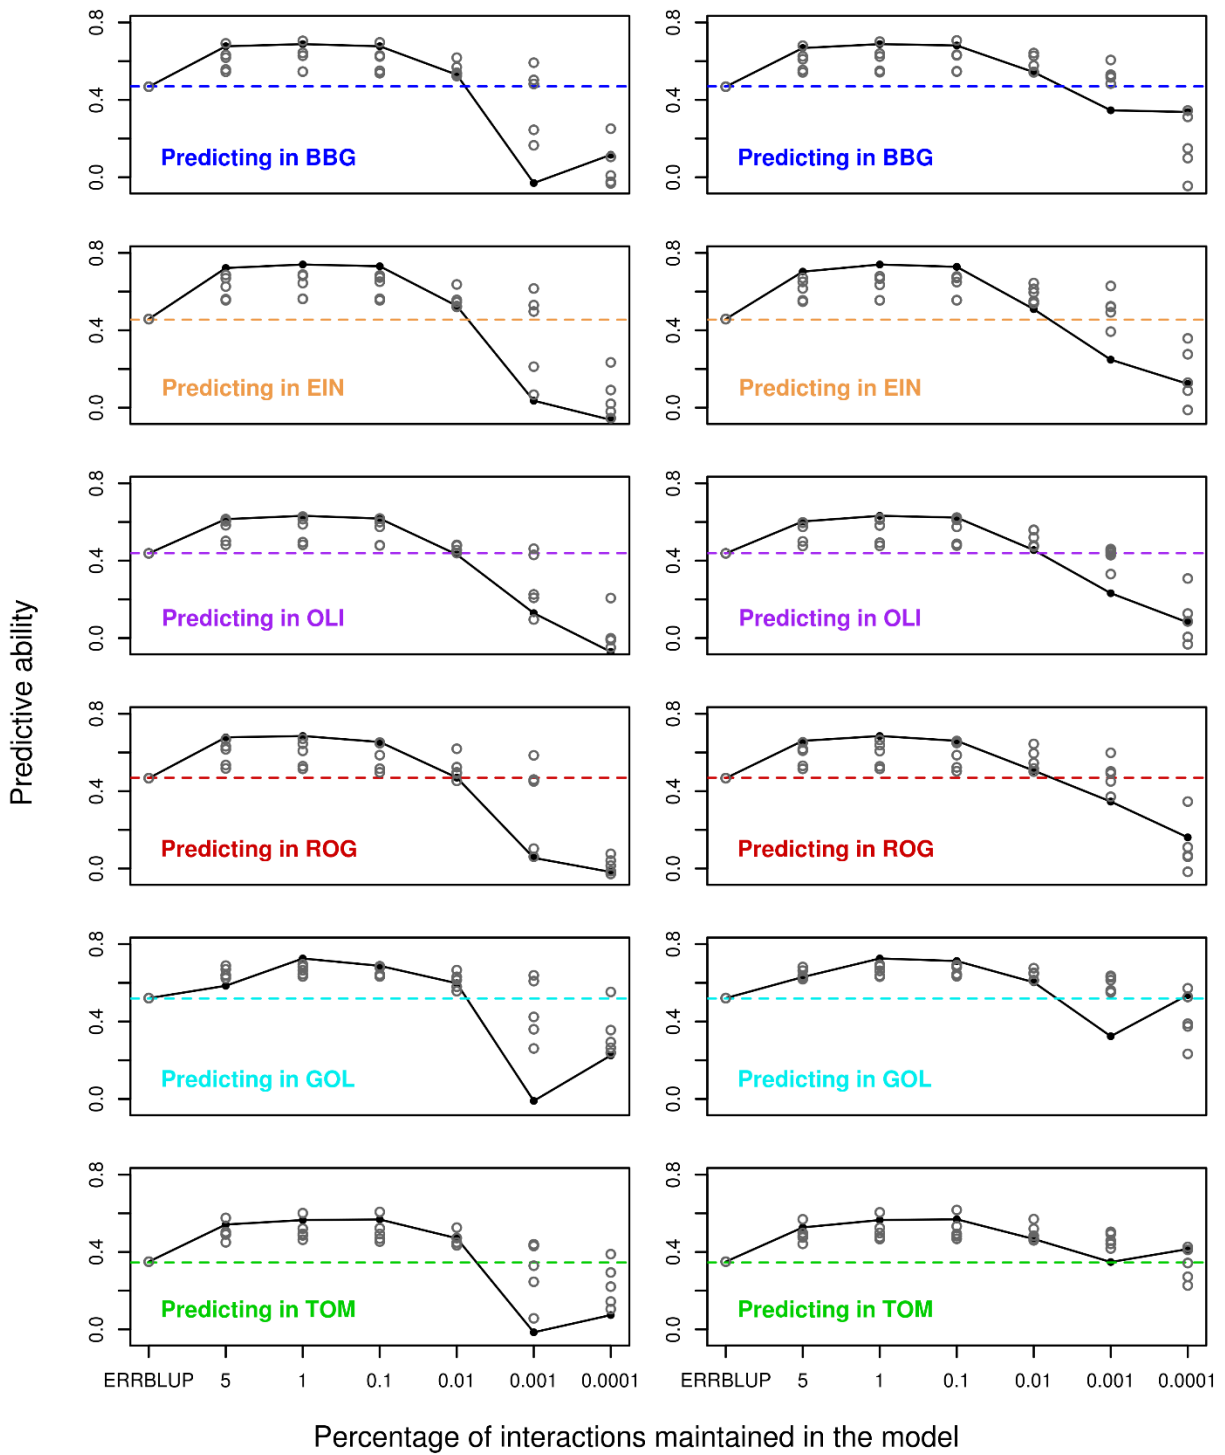 Predictive ability
0.8
0.4
0.0
Predicting in BBG
0.8
0.4
0.0
Predicting in BBG
0.8
0.4
0.0
Predicting in EIN
0.8
0.4
0.0
Predicting in EIN
0.8
0.4
0.0
Predicting in OLI
0.8
0.4
0.0
Predicting in OLI
0.8
0.4
0.0
Predicting in ROG
0.8
0.4
0.0
Predicting in ROG
0.8
0.4
0.0
Predicting in GOL
0.8
0.4
0.0
Predicting in GOL
0.8
0.4
0.0
Predicting in TOM
0.8
0.4
0.0
Predicting in TOM
ERRBLUP 5 1 0.1 0.01 0.001 0.0001
ERRBLUP 5 1 0.1 0.01 0.001 0.0001
Percentage of interactions maintained in the model